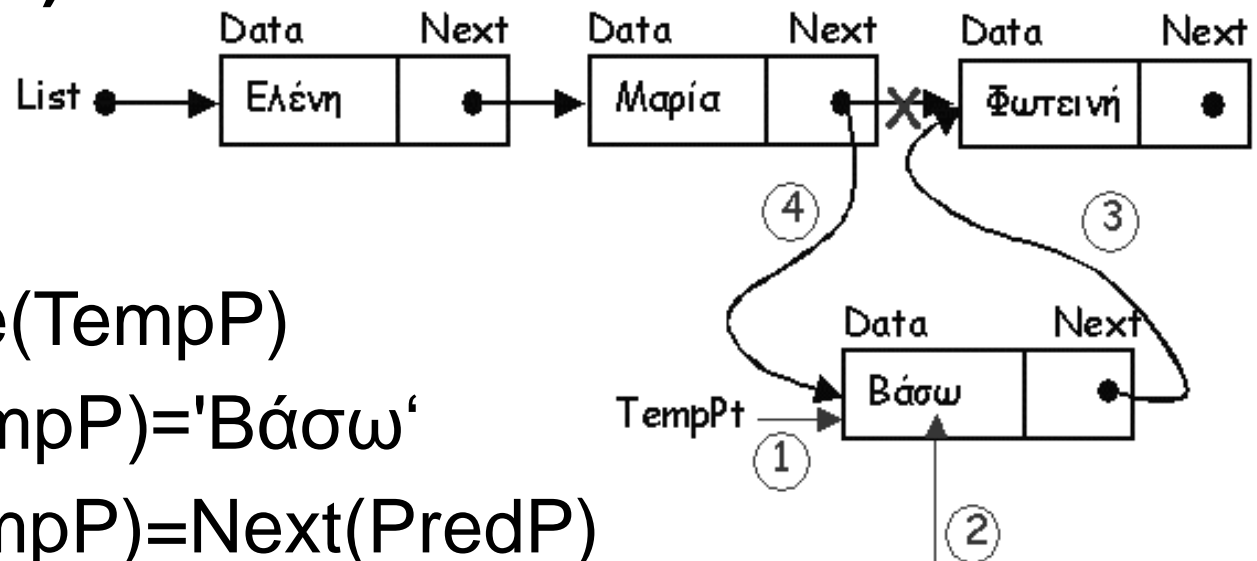 )
Data Next Data Next Data Next
List Ελένη Μαρία Φωτεινή
4 3
e(TempP)
Data Next
mpP)='Βάσω‘
Βάσω
TempPt
1
mpP)=Next(PredP)
2